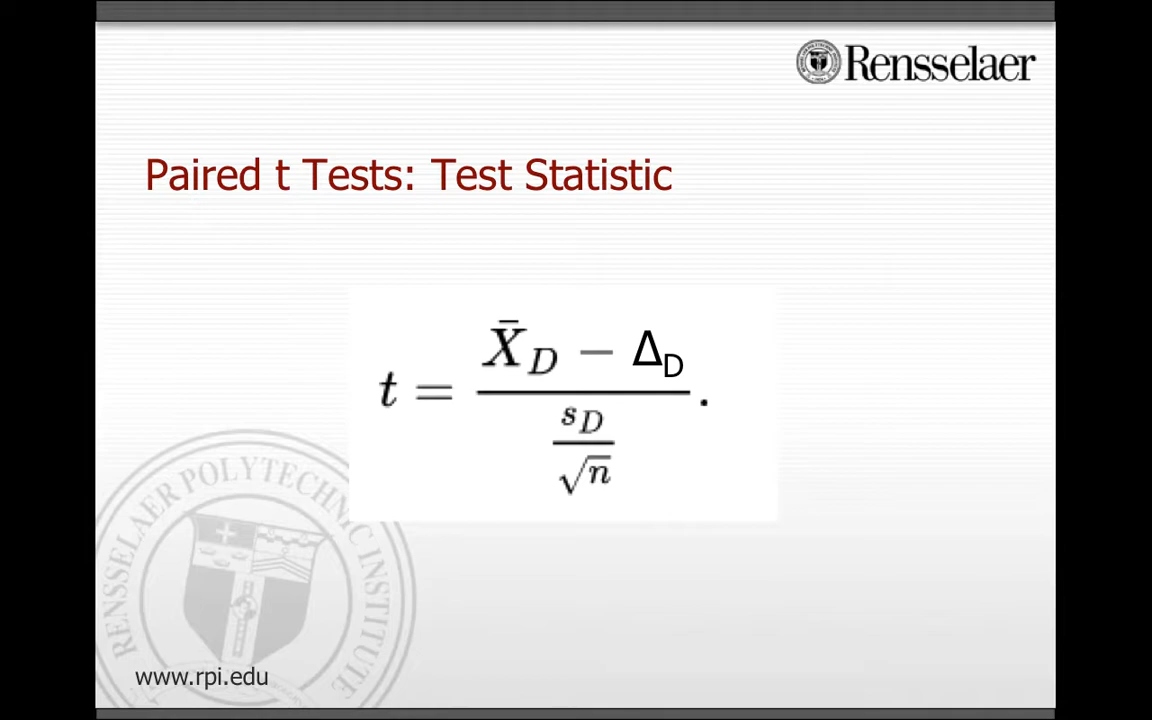 Rensselaer
Paired t Tests: Test Statistic
X̄_D − Δ_D
t = ―――― .
s_D
√n
RENSSELAER POLYTECHNIC INSTITUTE
www.rpi.edu